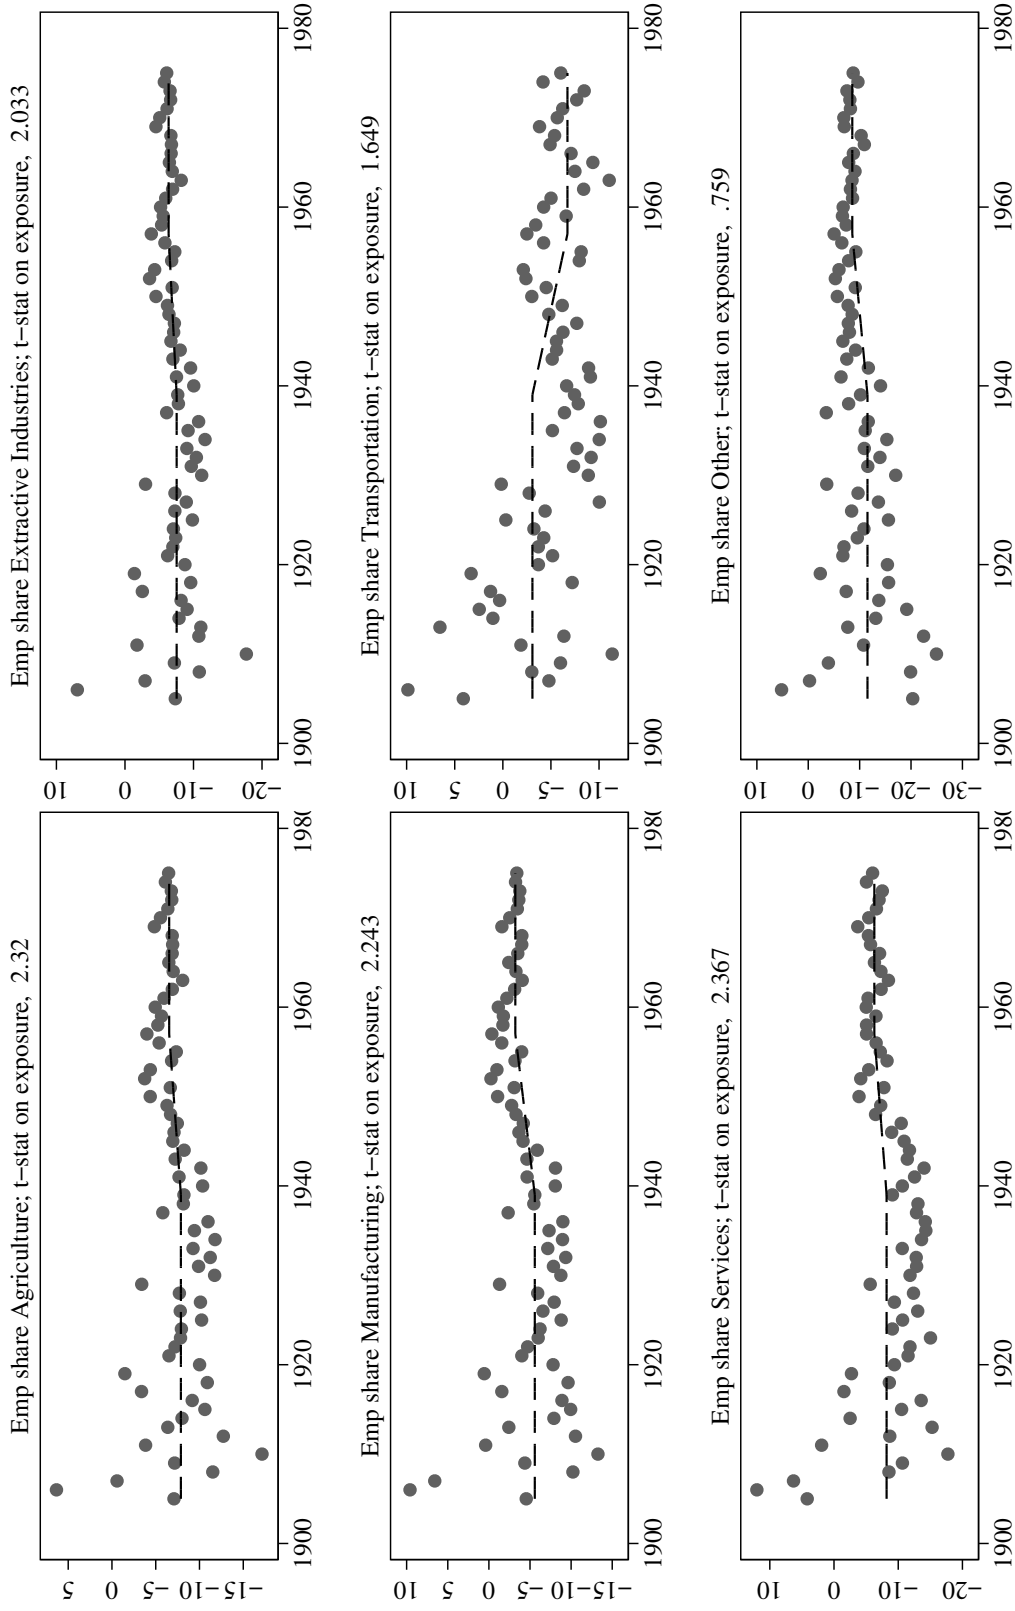 Emp share Agriculture; t−stat on exposure, 2.32
5
0
−5
−10
−15
1900 1920 1940 1960 1980
Emp share Extractive Industries; t−stat on exposure, 2.033
10
0
−10
−20
1900 1920 1940 1960 1980
Emp share Manufacturing; t−stat on exposure, 2.243
10
5
0
−5
−10
−15
1900 1920 1940 1960 1980
Emp share Transportation; t−stat on exposure, 1.649
10
5
0
−5
−10
1900 1920 1940 1960 1980
Emp share Services; t−stat on exposure, 2.367
10
0
−10
−20
1900 1920 1940 1960 1980
Emp share Other; t−stat on exposure, .759
10
0
−10
−20
−30
1900 1920 1940 1960 1980